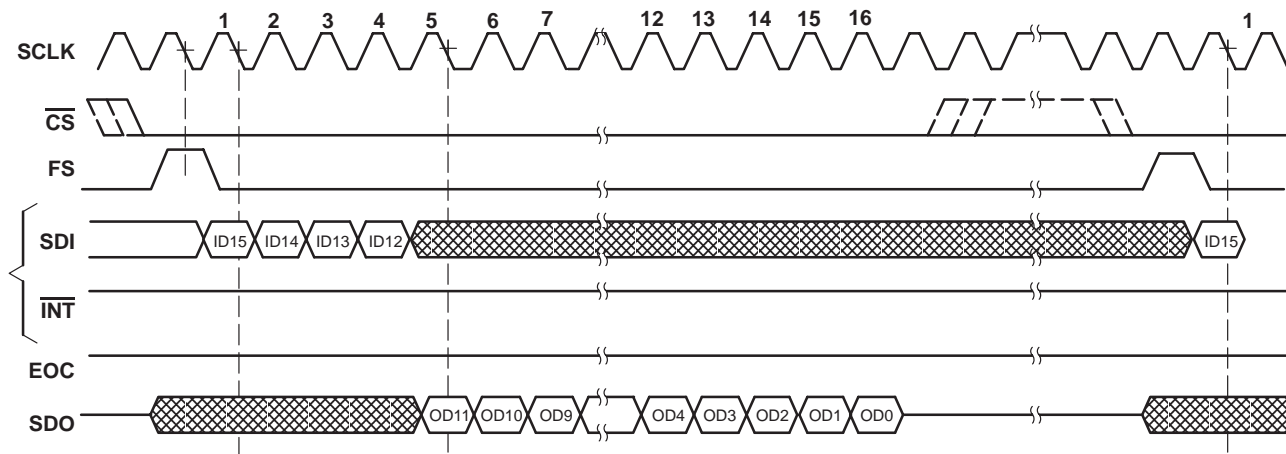 1 2 3 4 5 6 7 12 13 14 15 16 1
SCLK
CS
FS
SDI ID15 ID14 ID13 ID12 ID15
INT
EOC
SDO OD11 OD10 OD9 OD4 OD3 OD2 OD1 OD0